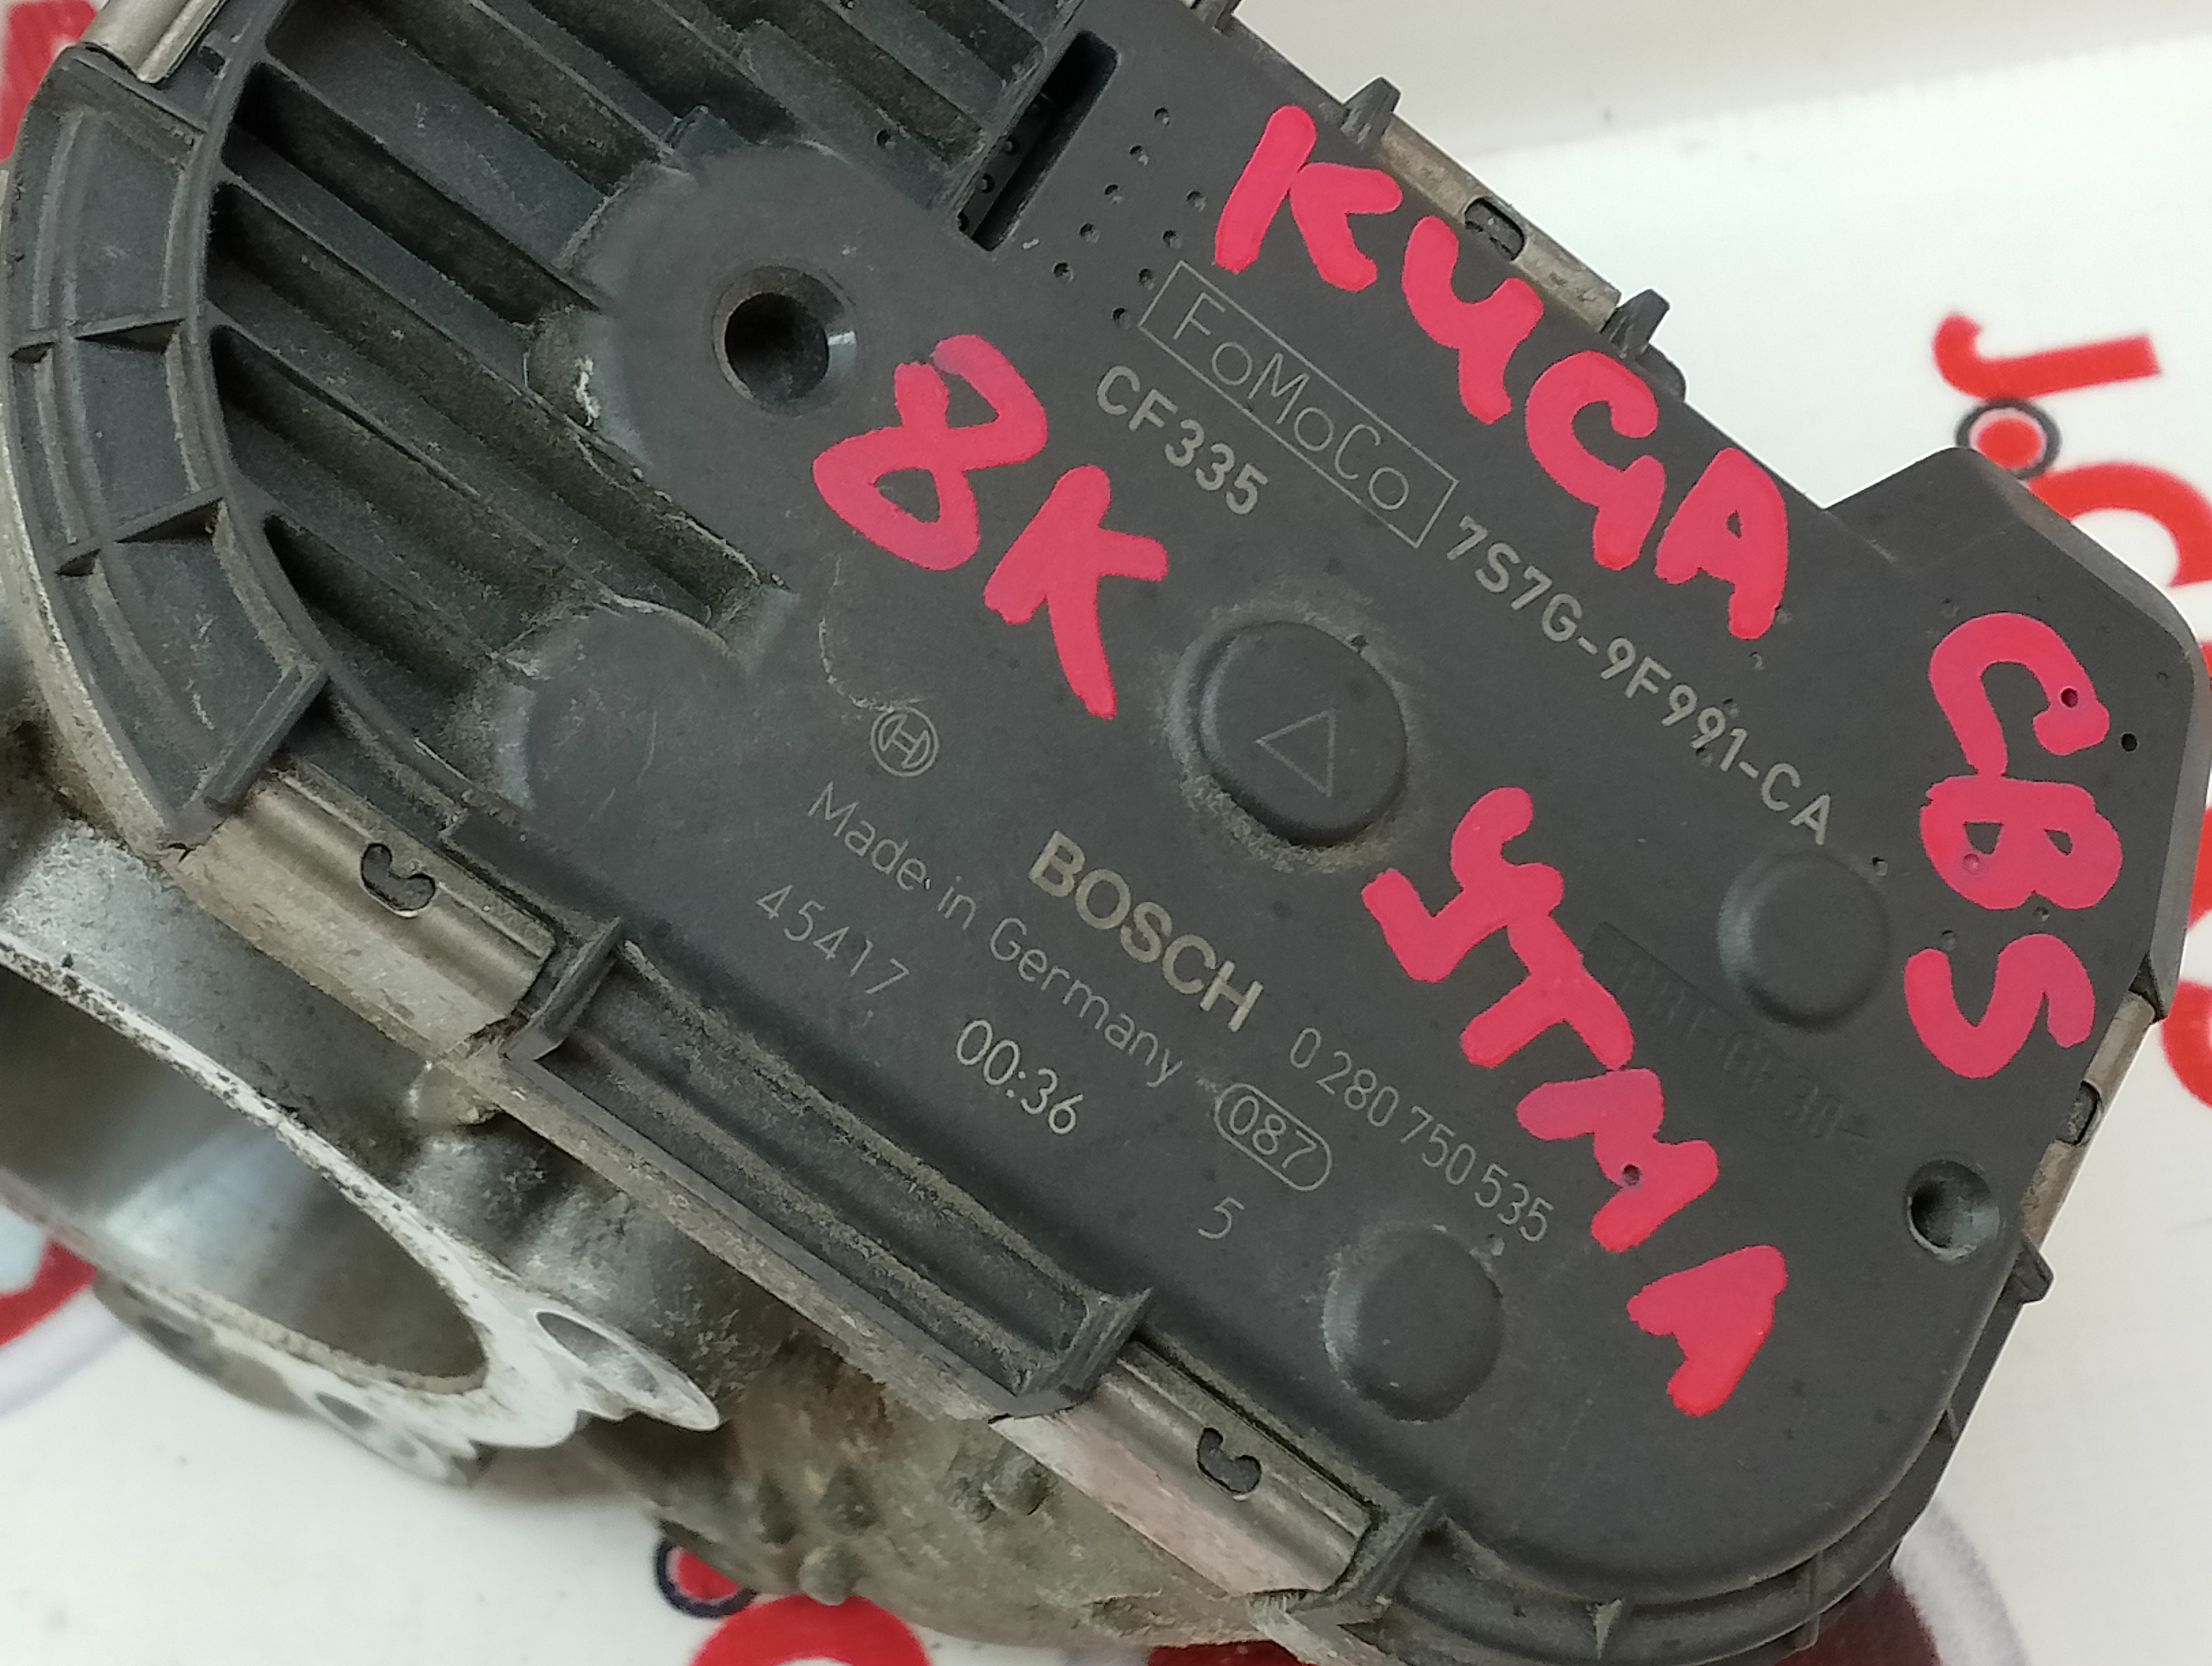 KUGA CBS
8K
YTMA
FoMoCo
CF335
7S7G-9F991-CA
BOSCH 0 280 750 535
Made in Germany 087
45417 00:36 5